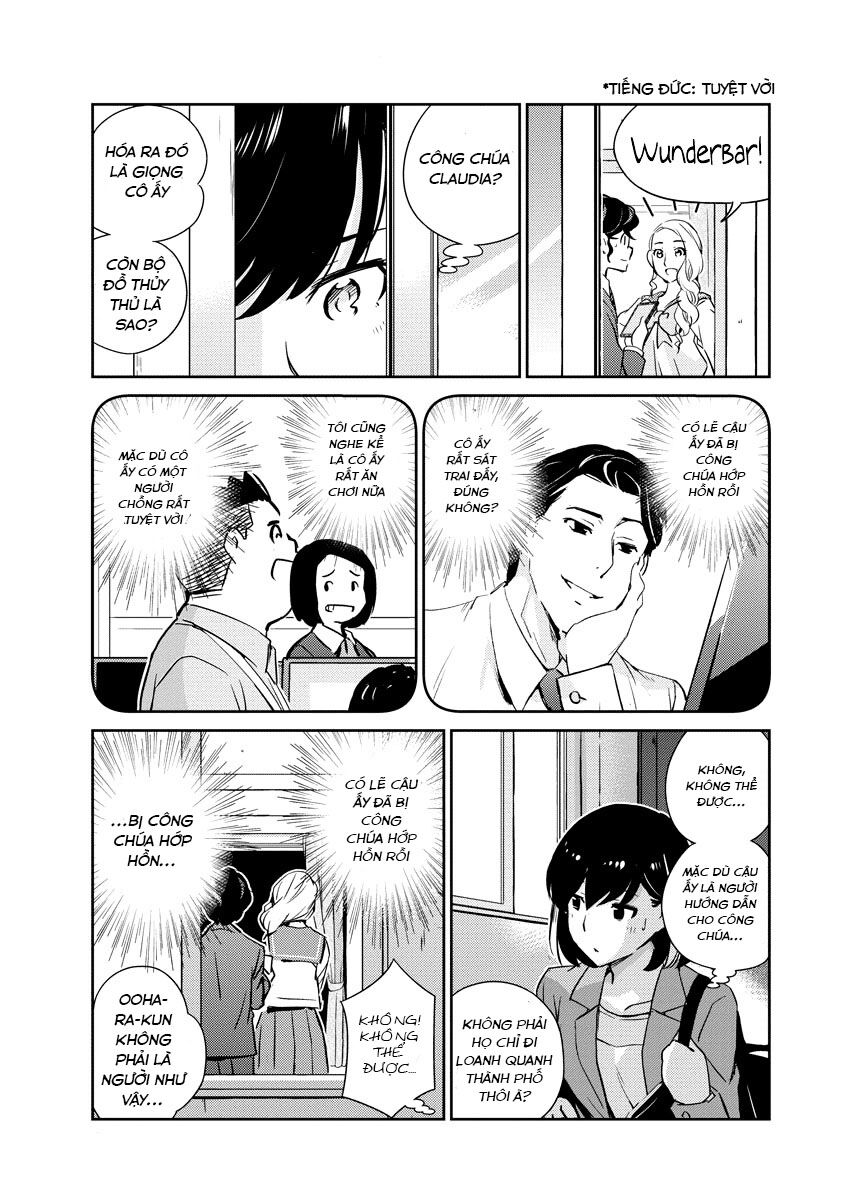 *TIẾNG ĐỨC: TUYỆT VỜI
WUNDERBAR!
CÔNG CHÚA
CLAUDIA?
HÓA RA ĐÓ
LÀ GIỌNG
CÔ ẤY
CÒN BỘ
ĐỒ THỦY
THỦ LÀ
SAO?
CÓ LẼ CẬU
ẤY ĐÃ BỊ
CÔNG
CHÚA HỚP
HỒN RỒI
CÔ ẤY
RẤT SÁT
TRAI ĐẤY,
ĐÚNG
KHÔNG?
TÔI CŨNG
NGHE KỂ
LÀ CÔ ẤY
RẤT ĂN
CHƠI NỮA
MẶC DÙ CÔ
ẤY CÓ MỘT
NGƯỜI
CHỒNG RẤT
TUYỆT VỜI
KHÔNG,
KHÔNG THỂ
ĐƯỢC...
MẶC DÙ CẬU
ẤY LÀ NGƯỜI
HƯỚNG DẪN
CHO CÔNG
CHÚA...
KHÔNG PHẢI
HỌ CHỈ ĐI
LOANH QUANH
THÀNH PHỐ
THÔI À?
CÓ LẼ CẬU
ẤY ĐÃ BỊ
CÔNG
CHÚA HỚP
HỒN RỒI
...BỊ CÔNG
CHÚA HỚP
HỒN...
KHÔNG!
KHÔNG
THỂ
ĐƯỢC...
OOHA-
RA-KUN
KHÔNG
PHẢI LÀ
NGƯỜI NHƯ
VẬY...